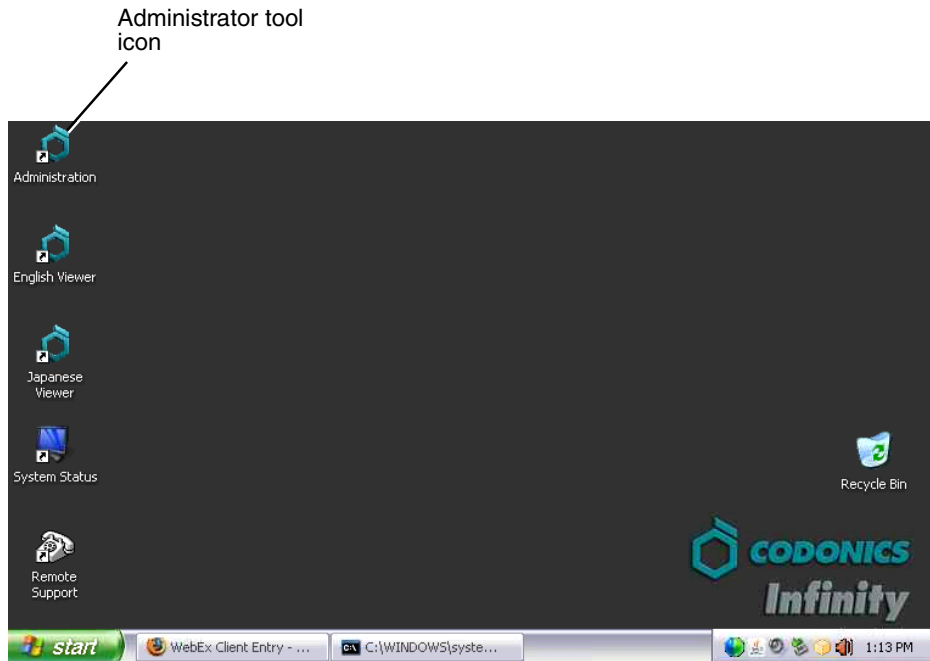 Administrator tool
icon
Administration
English Viewer
Japanese
Viewer
System Status
Recycle Bin
Remote
Support
CODONICS
Infinity
start
WebEx Client Entry - ...
C:\WINDOWS\syste...
1:13 PM